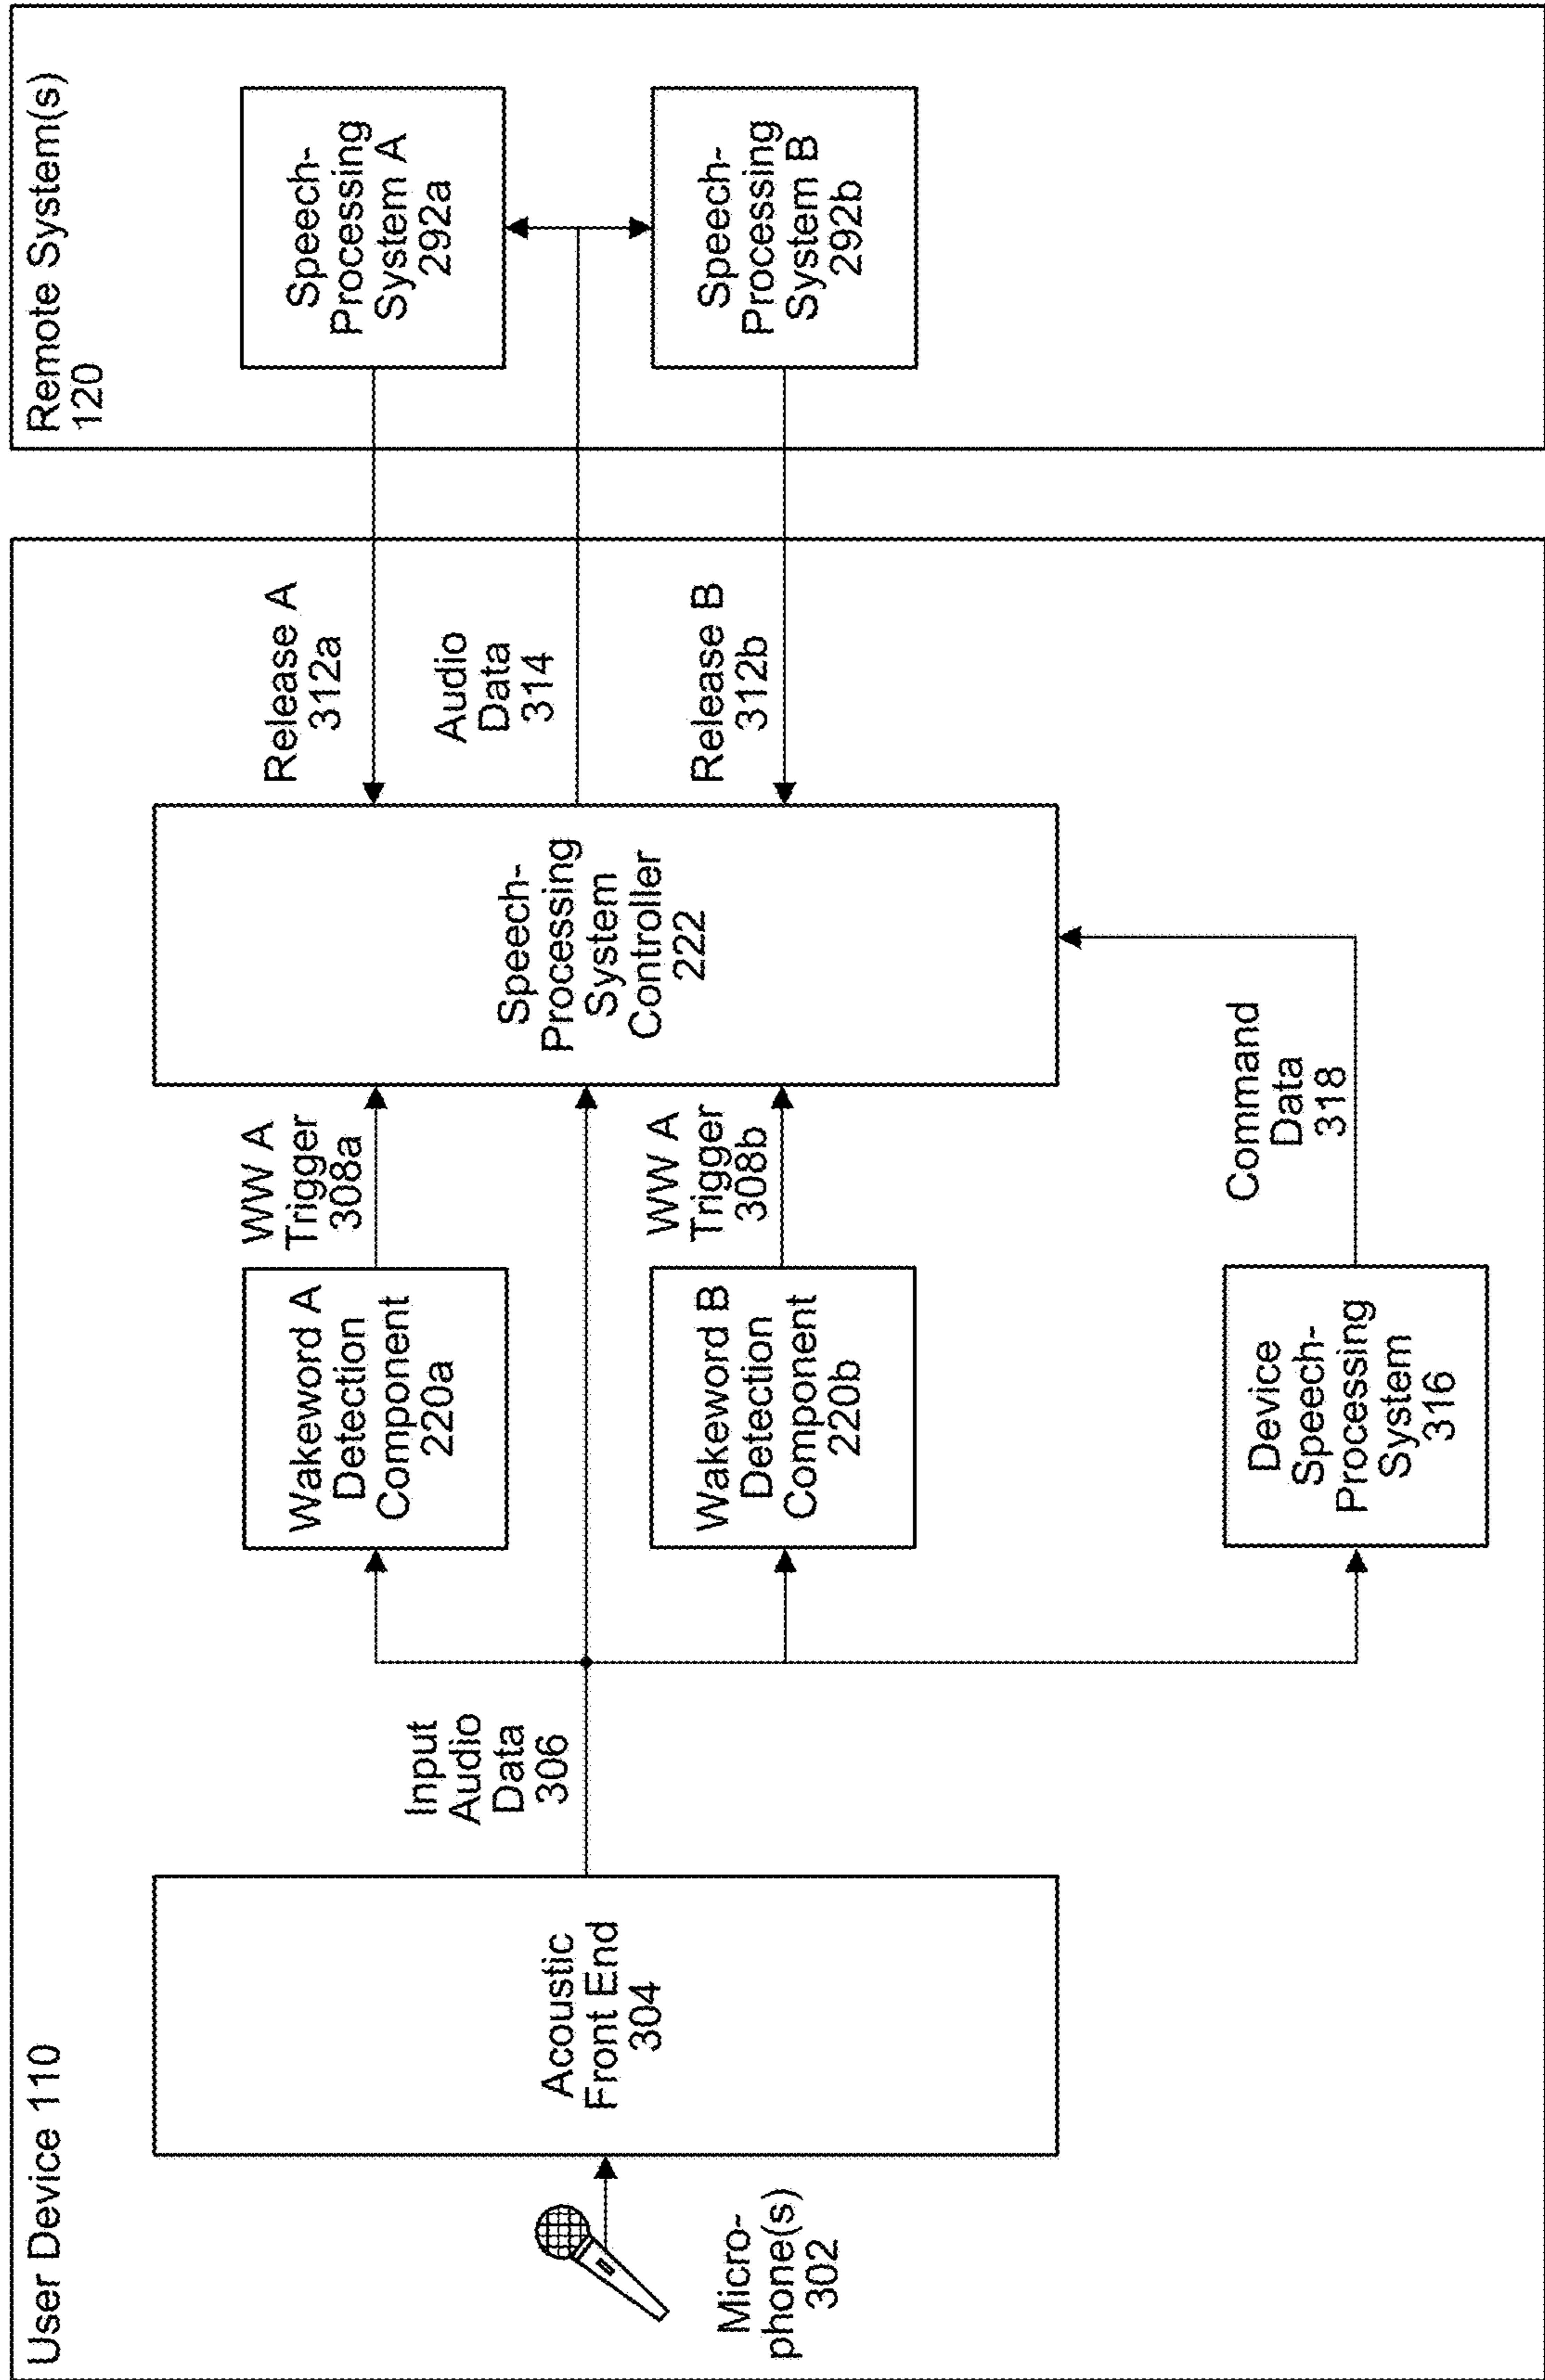 User Device 110
Micro-
phone(s)
302
Acoustic
Front End
304
Input
Audio
Data
306
Wakeword A
Detection
Component
220a
WW A
Trigger
308a
Wakeword B
Detection
Component
220b
WW A
Trigger
308b
Device
Speech-
Processing
System
316
Command
Data
318
Speech-
Processing
System
Controller
222
Release A
312a
Audio
Data
314
Release B
312b
Remote System(s)
120
Speech-
Processing
System A
292a
Speech-
Processing
System B
292b